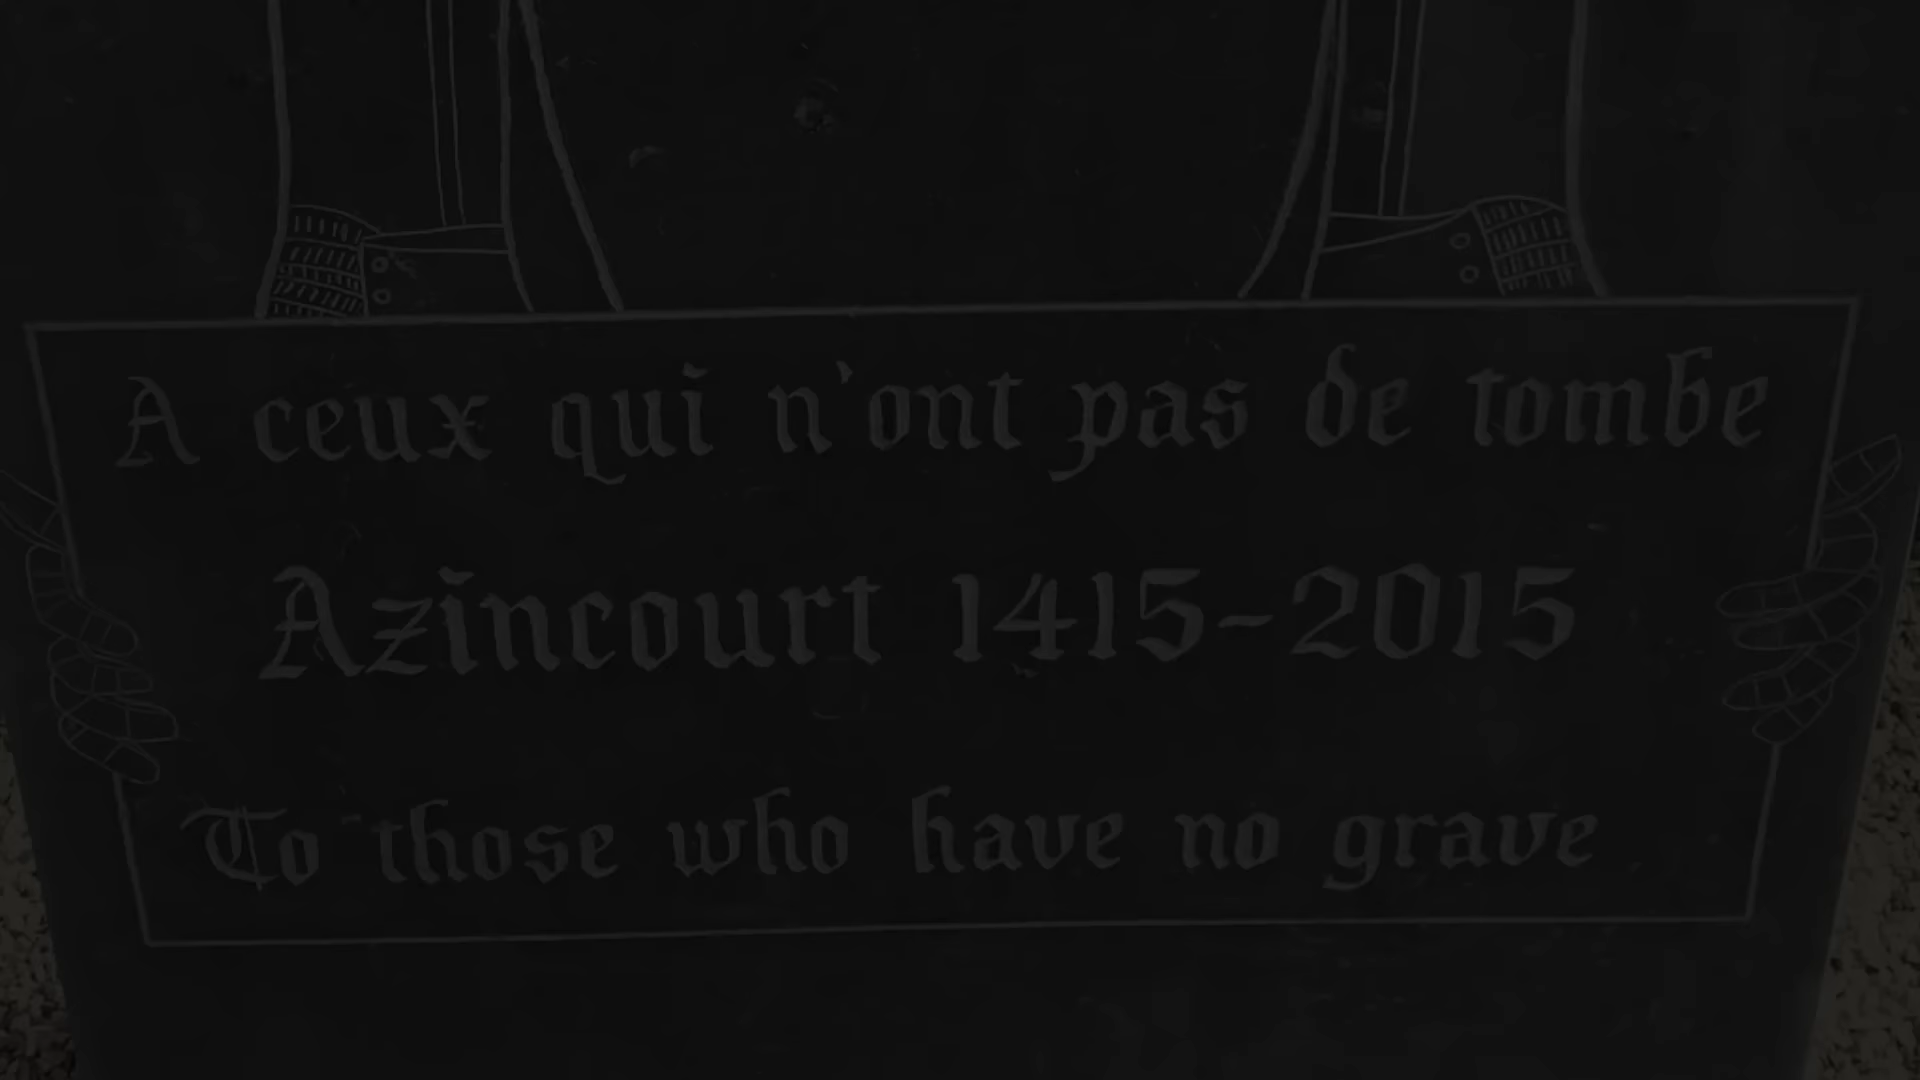 A ceux qui n'ont pas de tombe
Azincourt 1415-2015
To those who have no grave